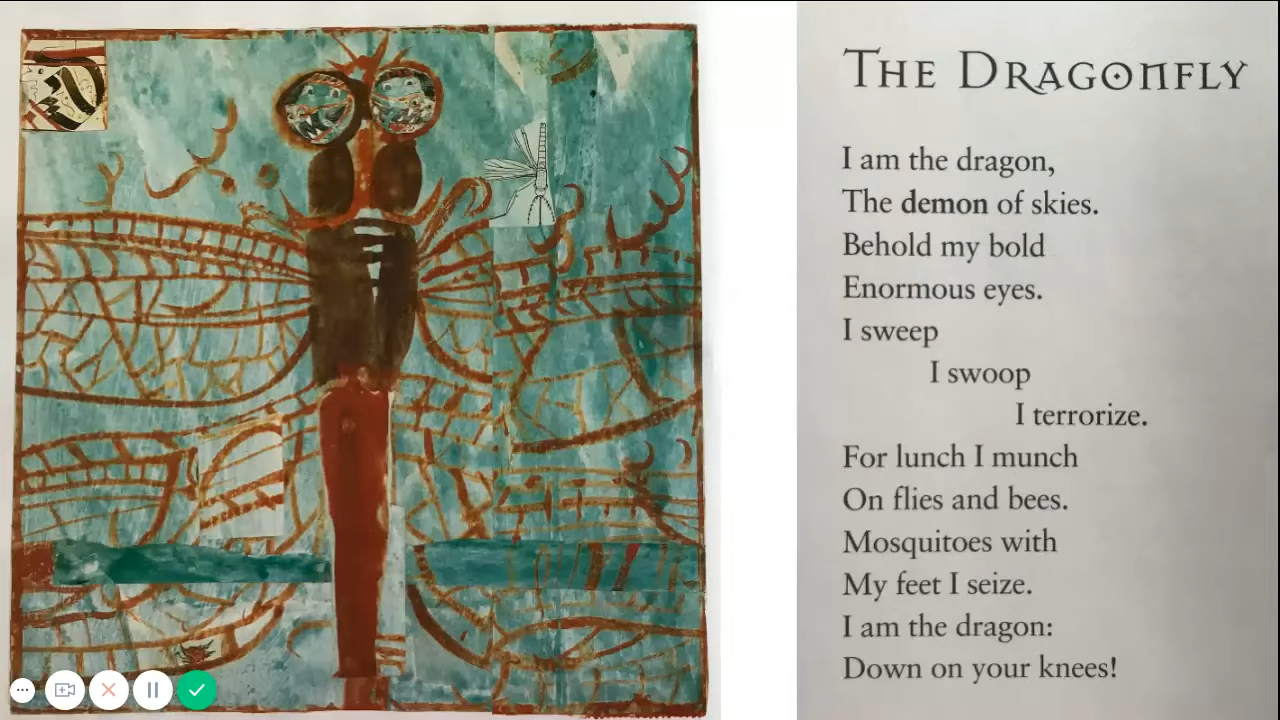 THE DRAGONFLY
I am the dragon,
The demon of skies.
Behold my bold
Enormous eyes.
I sweep
I swoop
I terrorize.
For lunch I munch
On flies and bees.
Mosquitoes with
My feet I seize.
I am the dragon:
Down on your knees!